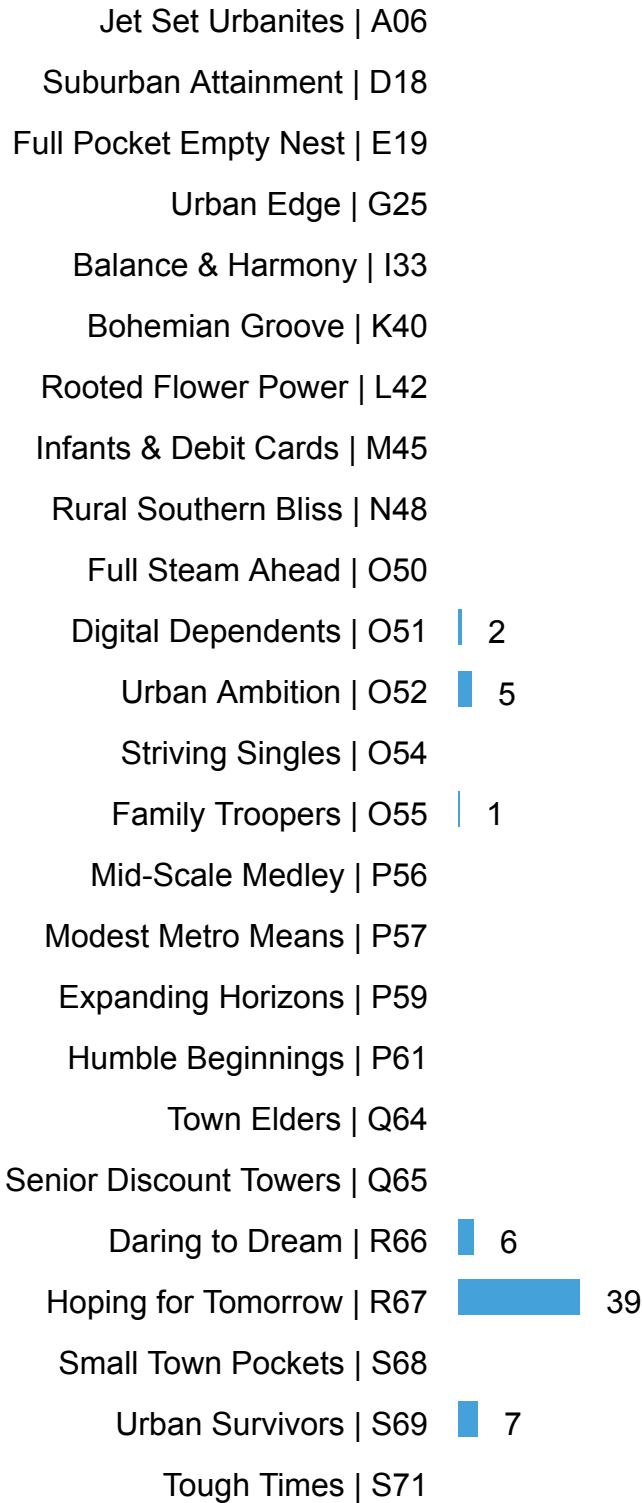 Jet Set Urbanites | A06
Suburban Attainment | D18
Full Pocket Empty Nest | E19
Urban Edge | G25
Balance & Harmony | I33
Bohemian Groove | K40
Rooted Flower Power | L42
Infants & Debit Cards | M45
Rural Southern Bliss | N48
Full Steam Ahead | O50
Digital Dependents | O51 2
Urban Ambition | O52 5
Striving Singles | O54
Family Troopers | O55 1
Mid-Scale Medley | P56
Modest Metro Means | P57
Expanding Horizons | P59
Humble Beginnings | P61
Town Elders | Q64
Senior Discount Towers | Q65
Daring to Dream | R66 6
Hoping for Tomorrow | R67 39
Small Town Pockets | S68
Urban Survivors | S69 7
Tough Times | S71